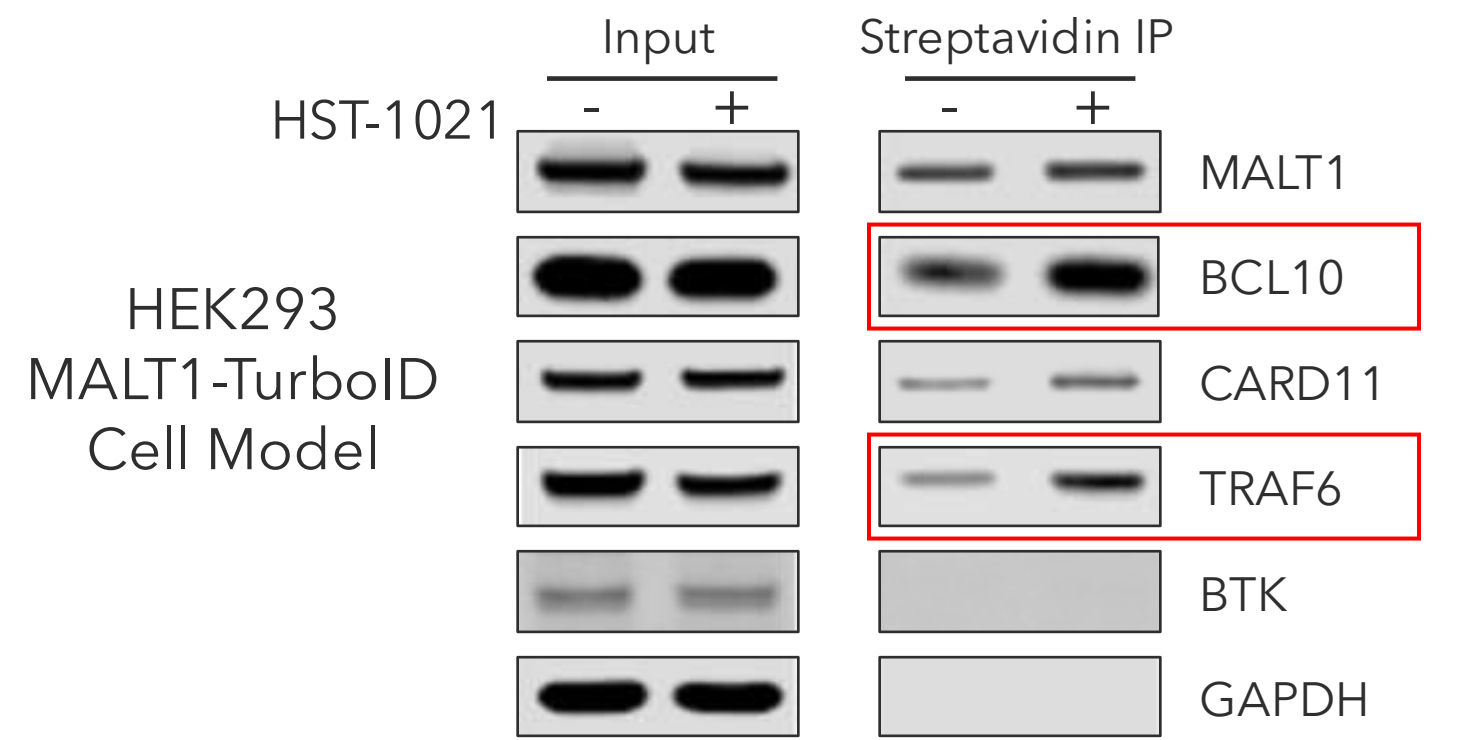 Input
Streptavidin IP
HST-1021
- +
- +
MALT1
BCL10
HEK293
MALT1-TurboID
Cell Model
CARD11
TRAF6
BTK
GAPDH